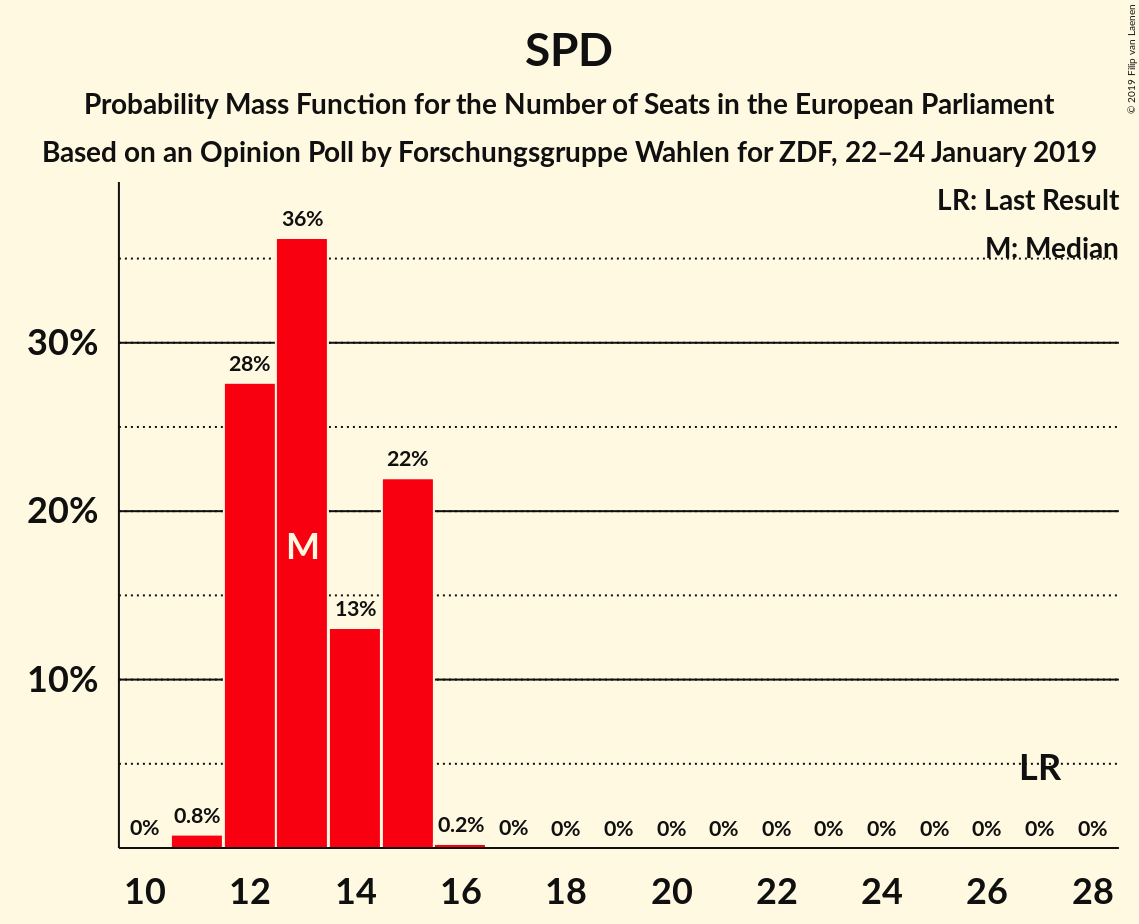 SPD
Probability Mass Function for the Number of Seats in the European Parliament
Based on an Opinion Poll by Forschungsgruppe Wahlen for ZDF, 22–24 January 2019
© 2019 Filip van Laenen
LR: Last Result
M: Median
36%
30%
28%
22%
20%
M
13%
10%
LR
0% 0.8% 0.2% 0% 0% 0% 0% 0% 0% 0% 0% 0% 0% 0% 0%
10 12 14 16 18 20 22 24 26 28